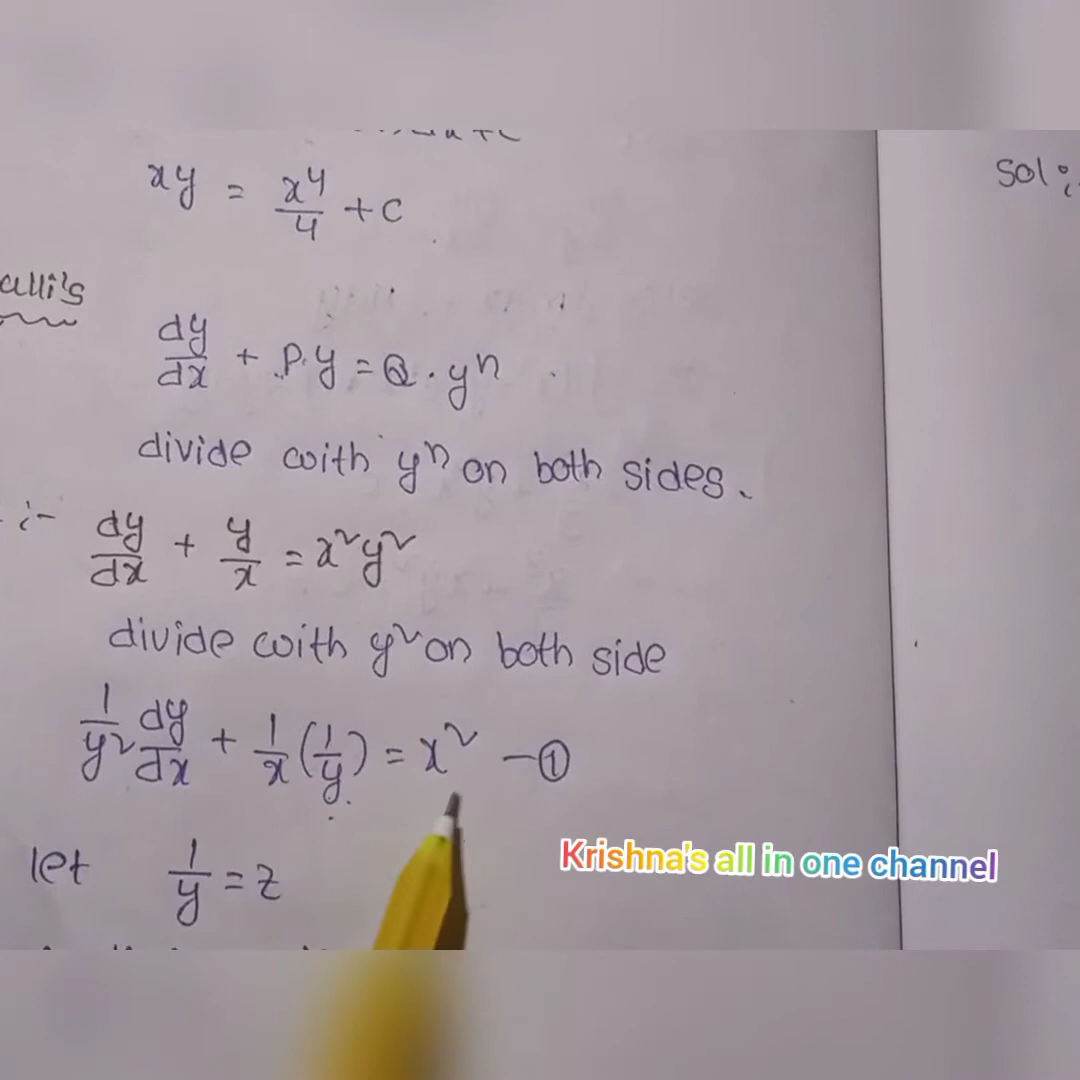 xy = x⁴/4 + c
Sol:-
alli's
dy/dx + P.y = Q.yⁿ
divide with yⁿ on both sides.
:- dy/dx + y/x = x²y²
divide with y² on both side
1/y² dy/dx + 1/x (1/y) = x² -①
Krishna's all in one channel
let 1/y = z